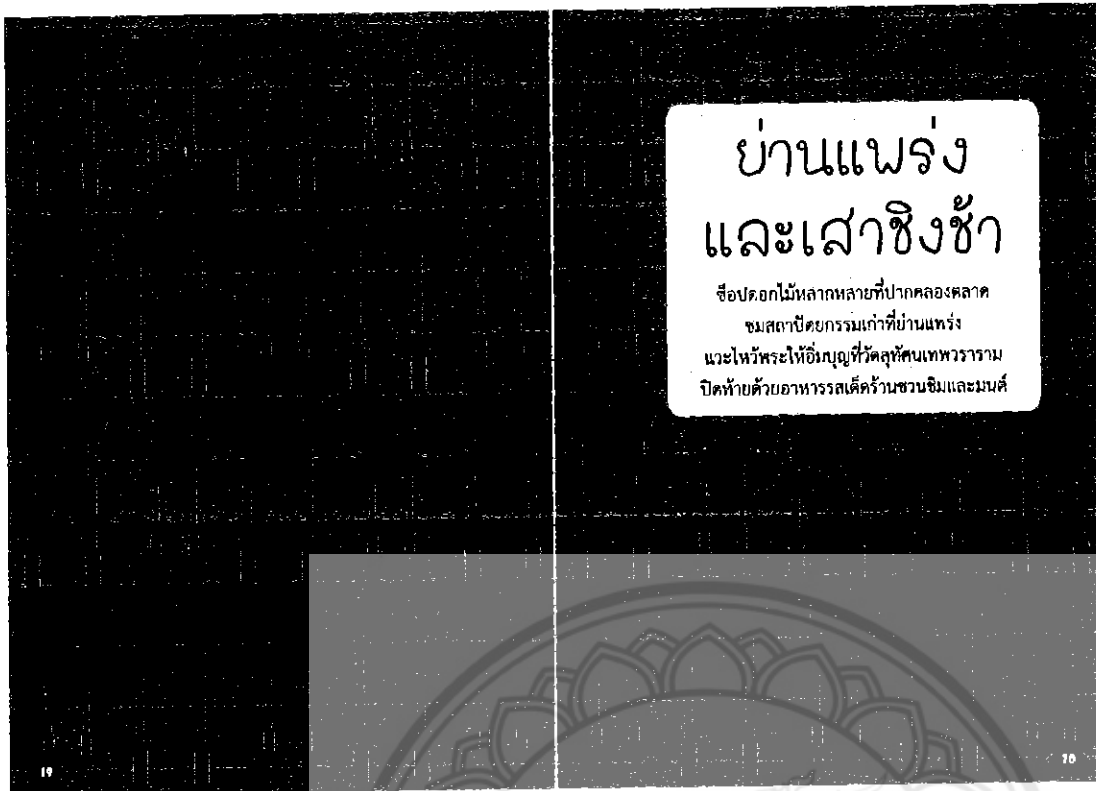 ย่านแพร่ง
และเสาชิงช้า
ช็อปดอกไม้หลากหลายที่ปากคลองตลาด
ชมสถาปัตยกรรมเก่าที่ย่านแพร่ง
แวะไหว้พระให้อิ่มบุญที่วัดสุทัศนเทพวราราม
ปิดท้ายด้วยอาหารรสเด็ดร้านชวนชิมและมนต์
19
20